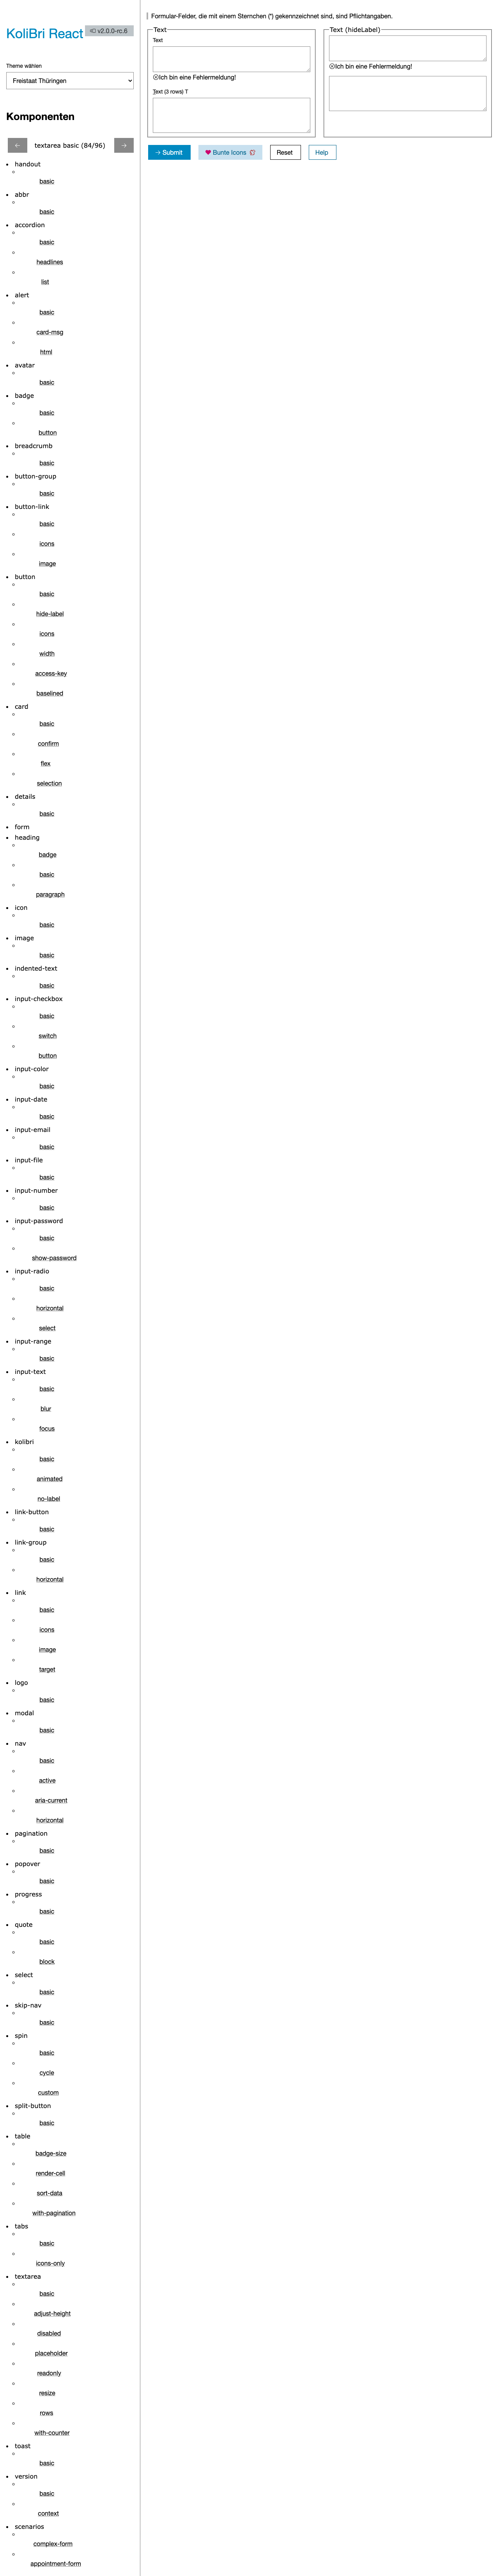 KoliBri React
v2.0.0-rc.6
Theme wählen
Freistaat Thüringen
Komponenten
textarea basic (84/96)
handout
basic
abbr
basic
accordion
basic
headlines
list
alert
basic
card-msg
html
avatar
basic
badge
basic
button
breadcrumb
basic
button-group
basic
button-link
basic
icons
image
button
basic
hide-label
icons
width
access-key
baselined
card
basic
confirm
flex
selection
details
basic
form
heading
badge
basic
paragraph
icon
basic
image
basic
indented-text
basic
input-checkbox
basic
switch
button
input-color
basic
input-date
basic
input-email
basic
input-file
basic
input-number
basic
input-password
basic
show-password
input-radio
basic
horizontal
select
input-range
basic
input-text
basic
blur
focus
kolibri
basic
animated
no-label
link-button
basic
link-group
basic
horizontal
link
basic
icons
image
target
logo
basic
modal
basic
nav
basic
active
aria-current
horizontal
pagination
basic
popover
basic
progress
basic
quote
basic
block
select
basic
skip-nav
basic
spin
basic
cycle
custom
split-button
basic
table
badge-size
render-cell
sort-data
with-pagination
tabs
basic
icons-only
textarea
basic
adjust-height
disabled
placeholder
readonly
resize
rows
with-counter
toast
basic
version
basic
context
scenarios
complex-form
appointment-form
Formular-Felder, die mit einem Sternchen (*) gekennzeichnet sind, sind Pflichtangaben.
Text
Text
Ich bin eine Fehlermeldung!
Text (3 rows) T
Text (hideLabel)
Ich bin eine Fehlermeldung!
Submit
Bunte Icons
Reset
Help